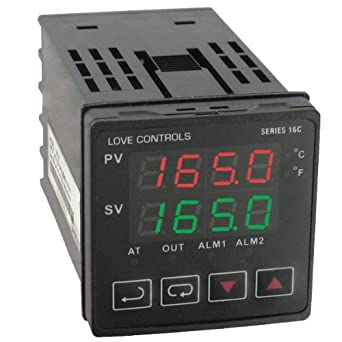 LOVE CONTROLS SERIES 16C
PV 165.0 °C
°F
SV 165.0
AT OUT ALM1 ALM2